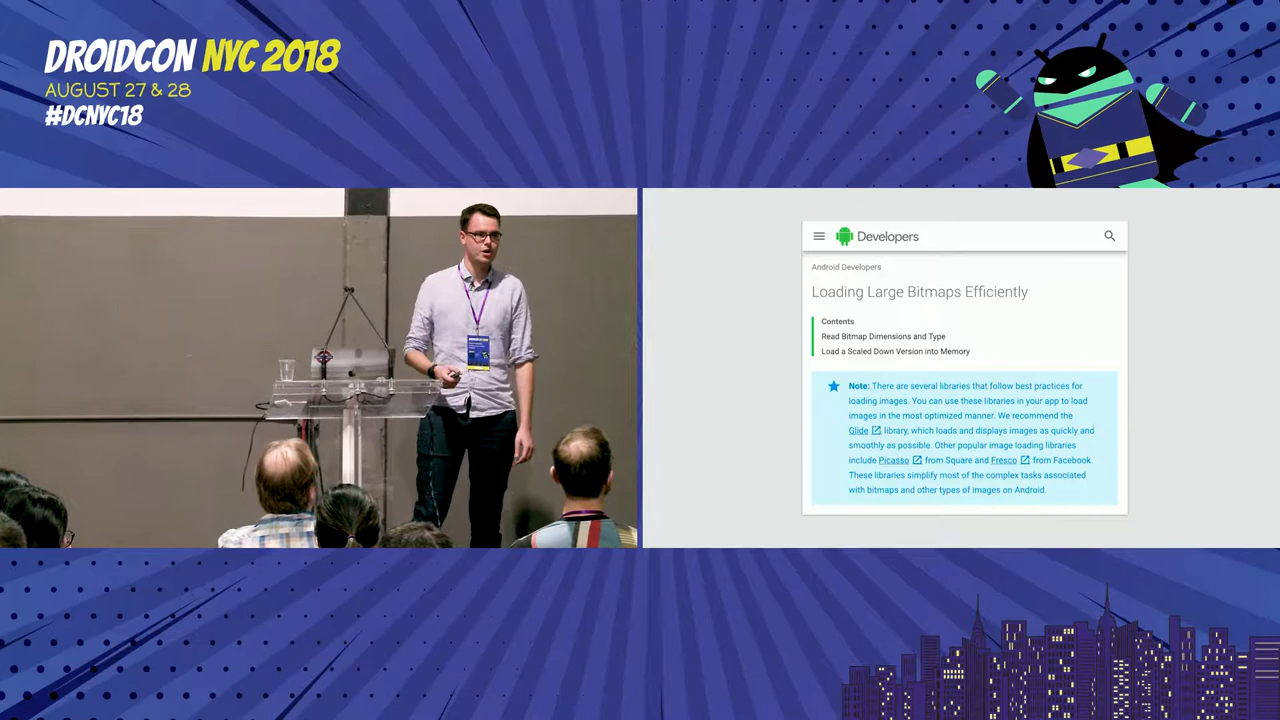 DROIDCON NYC 2018
AUGUST 27 & 28
#DCNYC18
Developers
Android Developers
Loading Large Bitmaps Efficiently
Contents
Read Bitmap Dimensions and Type
Load a Scaled Down Version into Memory
Note: There are several libraries that follow best practices for
loading images. You can use these libraries in your app to load
images in the most optimized manner. We recommend the
Glide library, which loads and displays images as quickly and
smoothly as possible. Other popular image loading libraries
include Picasso from Square and Fresco from Facebook.
These libraries simplify most of the complex tasks associated
with bitmaps and other types of images on Android.